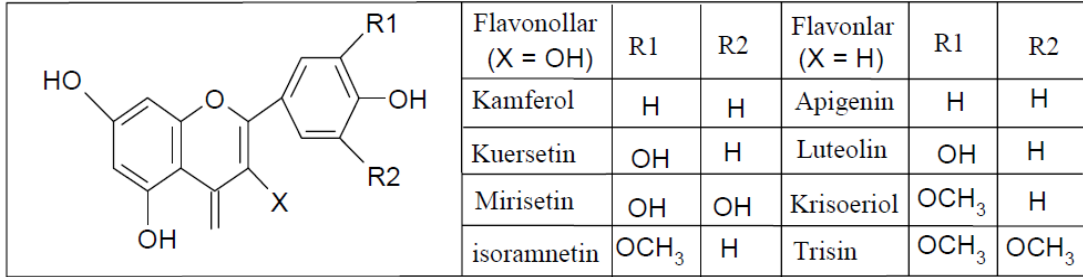 R1
HO
O
OH
R2
X
OH
Flavonollar (X = OH) R1 R2 Flavonlar (X = H) R1 R2
Kamferol H H Apigenin H H
Kuersetin OH H Luteolin OH H
Mirisetin OH OH Krisoeriol OCH3 H
isoramnetin OCH3 H Trisin OCH3 OCH3